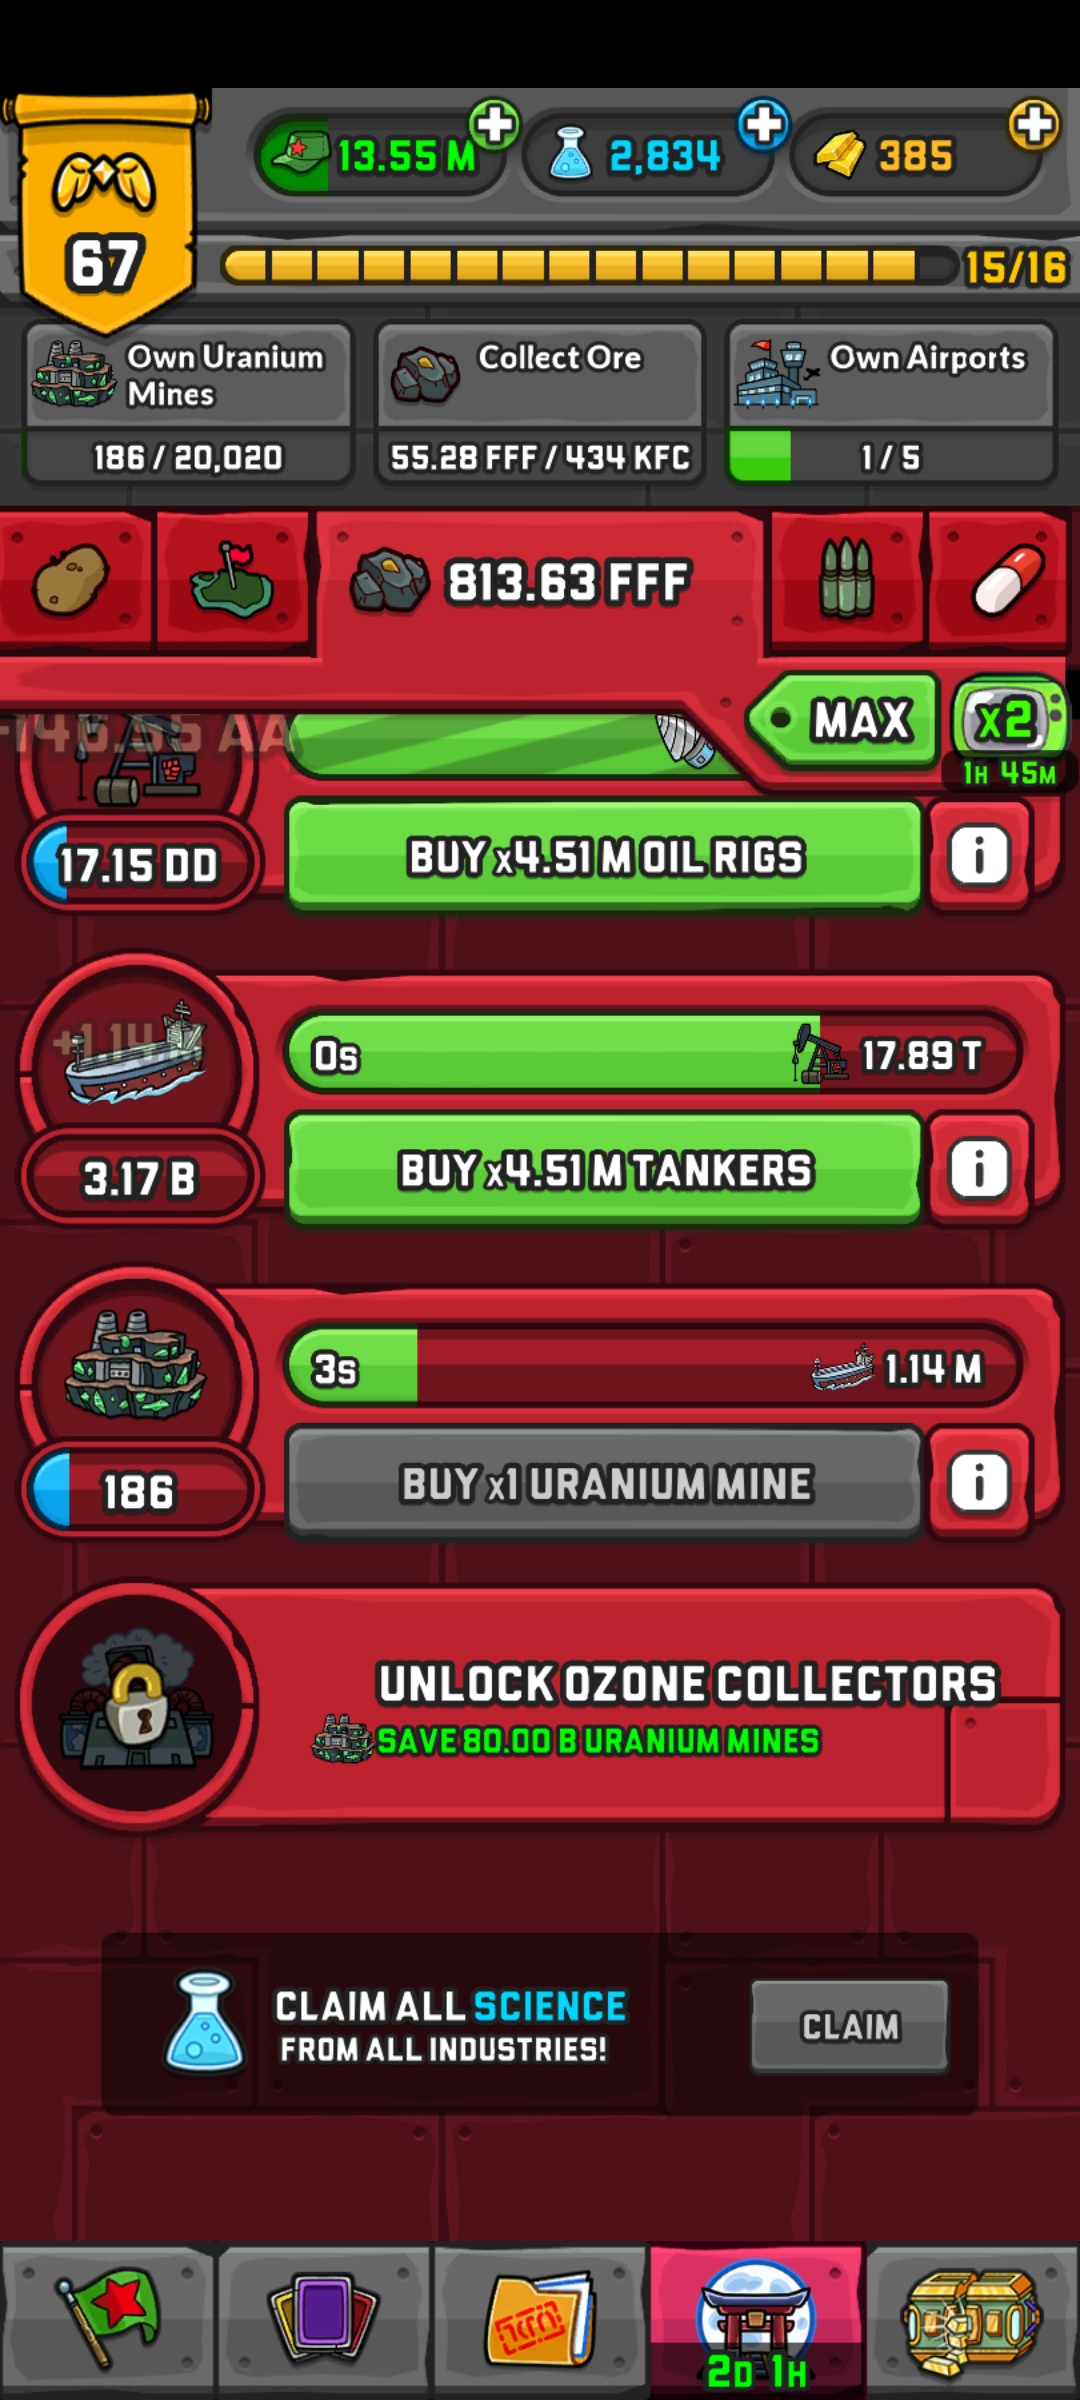 13.55 M
2,834
385
67
15/16
Own Uranium
Mines
186 / 20,020
Collect Ore
55.28 FFF / 434 KFC
Own Airports
1 / 5
813.63 FFF
MAX
x2
1H 45M
17.15 DD
BUY x4.51 M OIL RIGS
i
0s
17.89 T
3.17 B
BUY x4.51 M TANKERS
i
3s
1.14 M
186
BUY x1 URANIUM MINE
i
UNLOCK OZONE COLLECTORS
SAVE 80.00 B URANIUM MINES
CLAIM ALL SCIENCE
FROM ALL INDUSTRIES!
CLAIM
2D 1H